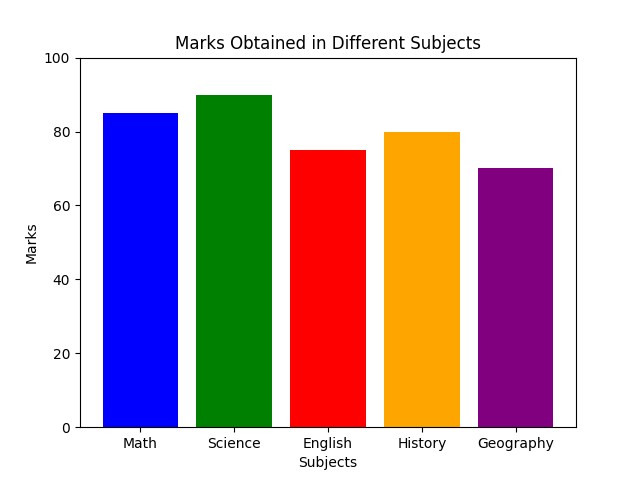 Marks Obtained in Different Subjects
100
80
60
40
20
0
Marks
Math Science English History Geography
Subjects